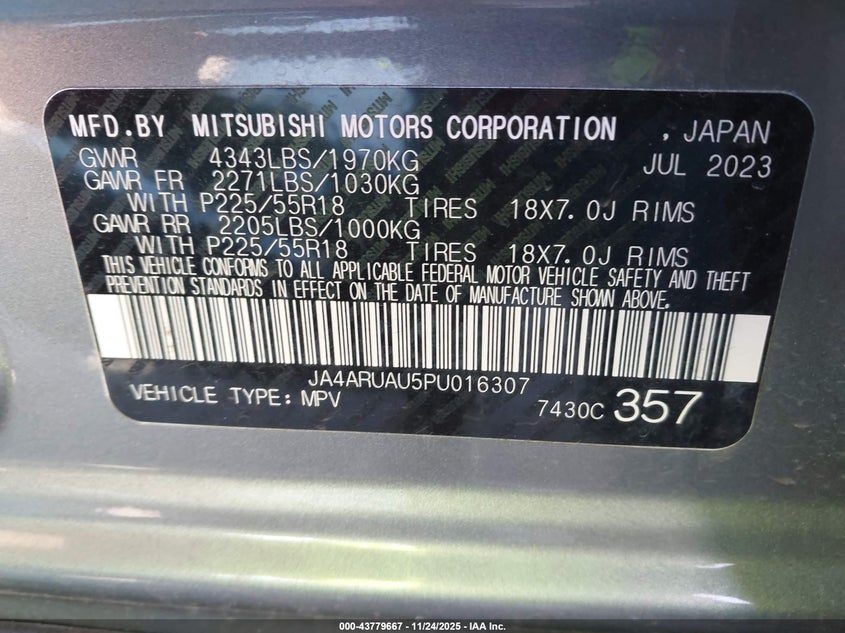 MFD.BY MITSUBISHI MOTORS CORPORATION , JAPAN
GVWR 4343LBS/1970KG JUL 2023
GAWR FR 2271LBS/1030KG
WITH P225/55R18 TIRES 18X7.0J RIMS
GAWR RR 2205LBS/1000KG
WITH P225/55R18 TIRES 18X7.0J RIMS
THIS VEHICLE CONFORMS TO ALL APPLICABLE FEDERAL MOTOR VEHICLE SAFETY AND THEFT
PREVENTION STANDARDS IN EFFECT ON THE DATE OF MANUFACTURE SHOWN ABOVE.
JA4ARUAU5PU016307
VEHICLE TYPE: MPV 7430C 357
000-43779667 — 11/24/2025 — IAA Inc.